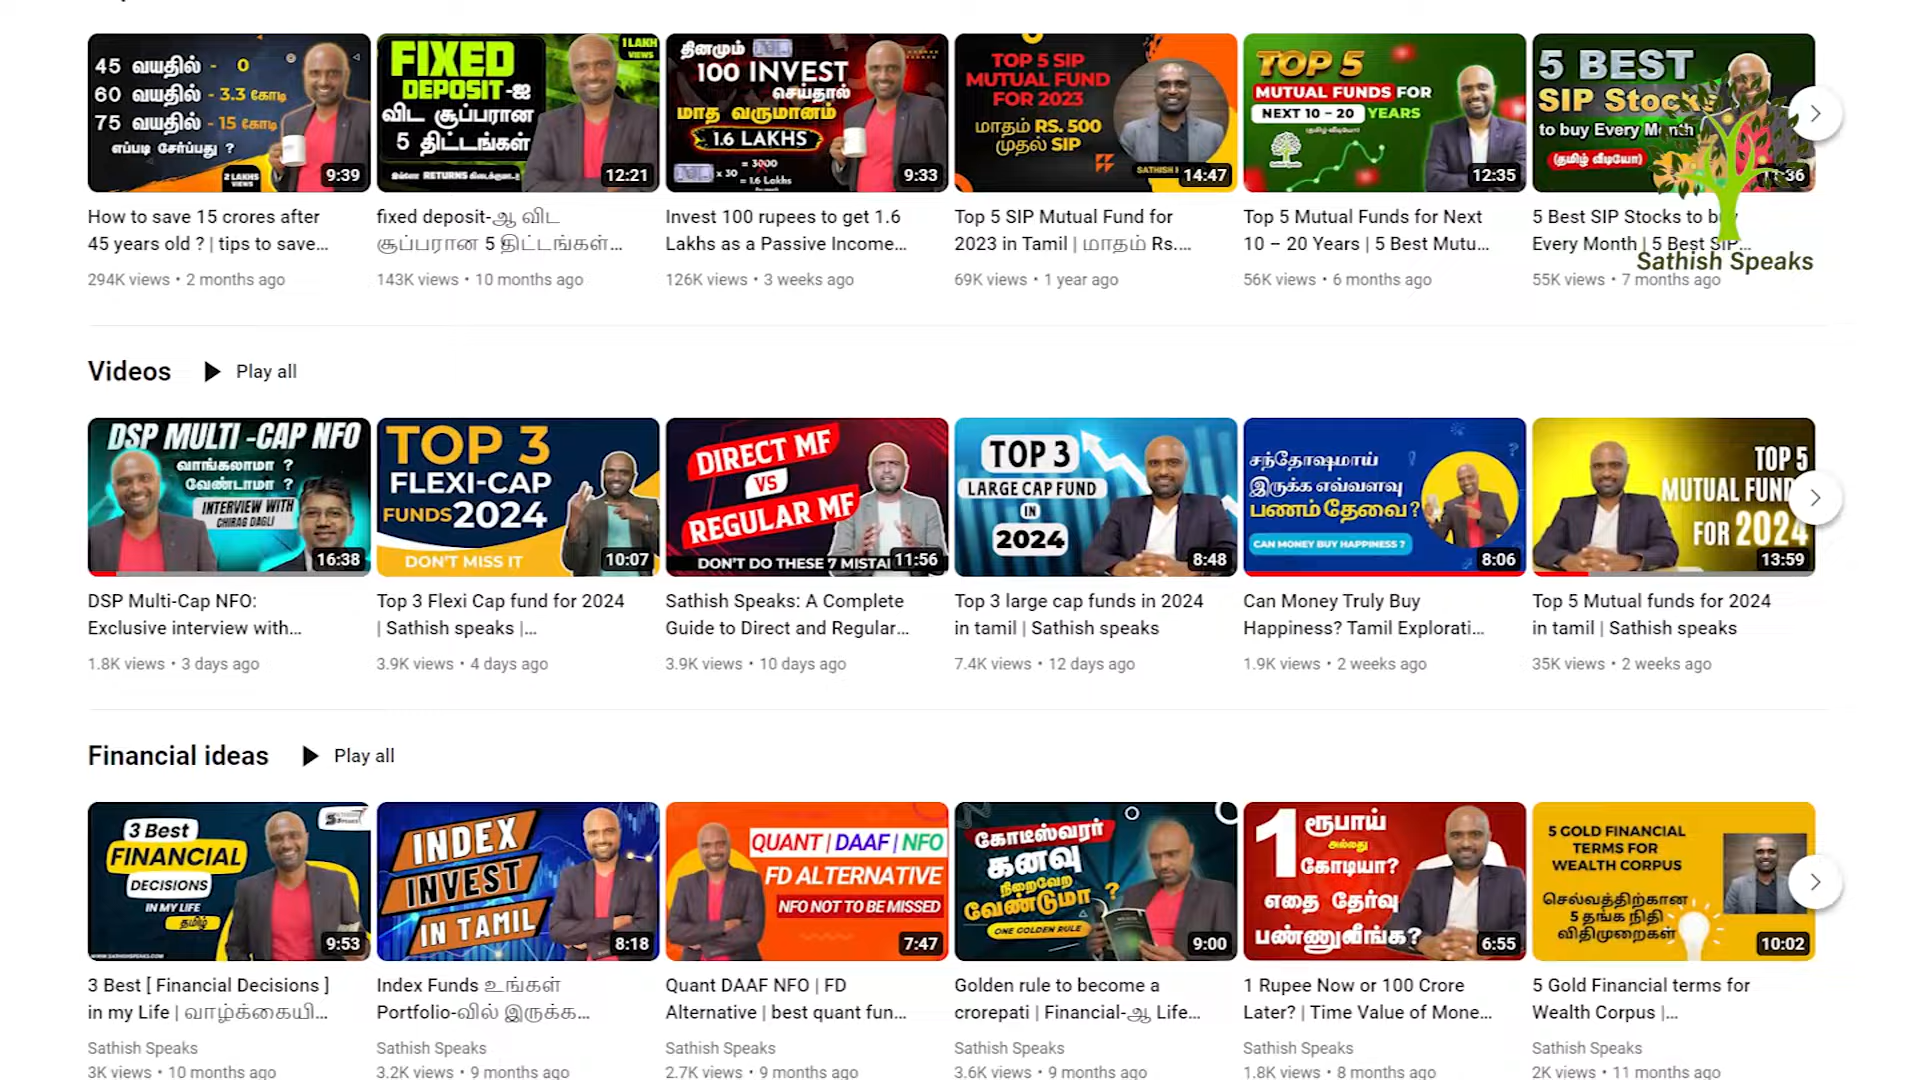 45 வயதில் - 0
60 வயதில் - 3.3 கோடி
75 வயதில் - 15 கோடி
எப்படி சேர்ப்பது ?
2 LAKHS
VIEWS
9:39
How to save 15 crores after
45 years old ? | tips to save...
294K views • 2 months ago
1 LAKH
VIEWS
FIXED
DEPOSIT-ஐ
விட சூப்பரான
5 திட்டங்கள்
12:21
fixed deposit-ஆ விட
சூப்பரான 5 திட்டங்கள்...
143K views • 10 months ago
தினமும்
100 INVEST
செய்தால்
மாத வருமானம்
1.6 LAKHS
= 3000
x 30
= 1.6 Lakhs
9:33
Invest 100 rupees to get 1.6
Lakhs as a Passive Income...
126K views • 3 weeks ago
TOP 5 SIP
MUTUAL FUND
FOR 2023
மாதம் RS. 500
முதல் SIP
14:47
Top 5 SIP Mutual Fund for
2023 in Tamil | மாதம் Rs....
69K views • 1 year ago
TOP 5
MUTUAL FUNDS FOR
NEXT 10 - 20 YEARS
(தமிழ் வீடியோ)
12:35
Top 5 Mutual Funds for Next
10 – 20 Years | 5 Best Mutu...
56K views • 6 months ago
5 BEST
SIP Stocks
to buy Every Month
(தமிழ் வீடியோ)
5 Best SIP Stocks to buy
Every Month | 5 Best SIP...
55K views • 7 months ago
Sathish Speaks
Videos
Play all
DSP MULTI -CAP NFO
வாங்கலாமா ?
வேண்டாமா ?
INTERVIEW WITH
CHIRAG DAGLI
16:38
DSP Multi-Cap NFO:
Exclusive interview with...
1.8K views • 3 days ago
TOP 3
FLEXI-CAP
FUNDS 2024
DON'T MISS IT
10:07
Top 3 Flexi Cap fund for 2024
| Sathish speaks |...
3.9K views • 4 days ago
DIRECT MF
VS
REGULAR MF
DON'T DO THESE 7 MISTA
11:56
Sathish Speaks: A Complete
Guide to Direct and Regular...
3.9K views • 10 days ago
TOP 3
LARGE CAP FUND
IN
2024
8:48
Top 3 large cap funds in 2024
in tamil | Sathish speaks
7.4K views • 12 days ago
சந்தோஷமாய்
இருக்க எவ்வளவு
பணம் தேவை?
CAN MONEY BUY HAPPINESS ?
8:06
Can Money Truly Buy
Happiness? Tamil Explorati...
1.9K views • 2 weeks ago
TOP 5
MUTUAL FUND
FOR 2024
13:59
Top 5 Mutual funds for 2024
in tamil | Sathish speaks
35K views • 2 weeks ago
Financial ideas
Play all
3 Best
FINANCIAL
DECISIONS
IN MY LIFE
தமிழ்
WWW.SATHISHSPEAKS.COM
9:53
3 Best [ Financial Decisions ]
in my Life | வாழ்க்கையி...
Sathish Speaks
3K views • 10 months ago
INDEX
INVEST
IN TAMIL
8:18
Index Funds உங்கள்
Portfolio-வில் இருக்க...
Sathish Speaks
3.2K views • 9 months ago
QUANT | DAAF | NFO
FD ALTERNATIVE
NFO NOT TO BE MISSED
7:47
Quant DAAF NFO | FD
Alternative | best quant fun...
Sathish Speaks
2.7K views • 9 months ago
கோடீஸ்வரர்
கனவு
நிறைவேற
வேண்டுமா ?
ONE GOLDEN RULE
9:00
Golden rule to become a
crorepati | Financial-ஆ Life...
Sathish Speaks
3.6K views • 9 months ago
1 ரூபாய்
அல்லது
கோடியா?
எதை தேர்வு
பண்ணுவீங்க?
6:55
1 Rupee Now or 100 Crore
Later? | Time Value of Mone...
Sathish Speaks
1.8K views • 8 months ago
5 GOLD FINANCIAL
TERMS FOR
WEALTH CORPUS
செல்வத்திற்கான
5 தங்க நிதி
விதிமுறைகள்
10:02
5 Gold Financial terms for
Wealth Corpus |...
Sathish Speaks
2K views • 11 months ago